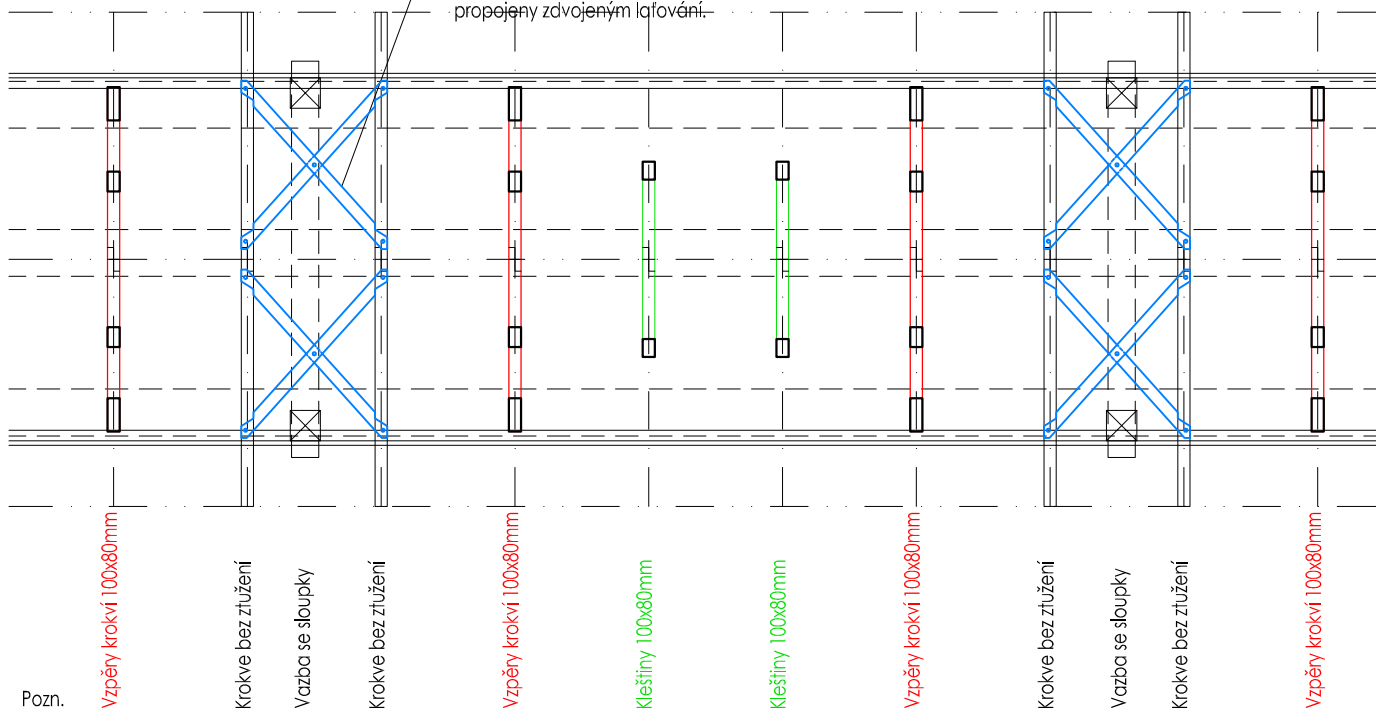 propojeny zdvojeným laťování.
Vzpěry krokví 100x80mm
Krokve bez ztužení
Vazba se sloupky
Krokve bez ztužení
Vzpěry krokví 100x80mm
Kleštiny 100x80mm
Kleštiny 100x80mm
Vzpěry krokví 100x80mm
Krokve bez ztužení
Vazba se sloupky
Krokve bez ztužení
Vzpěry krokví 100x80mm
Pozn.